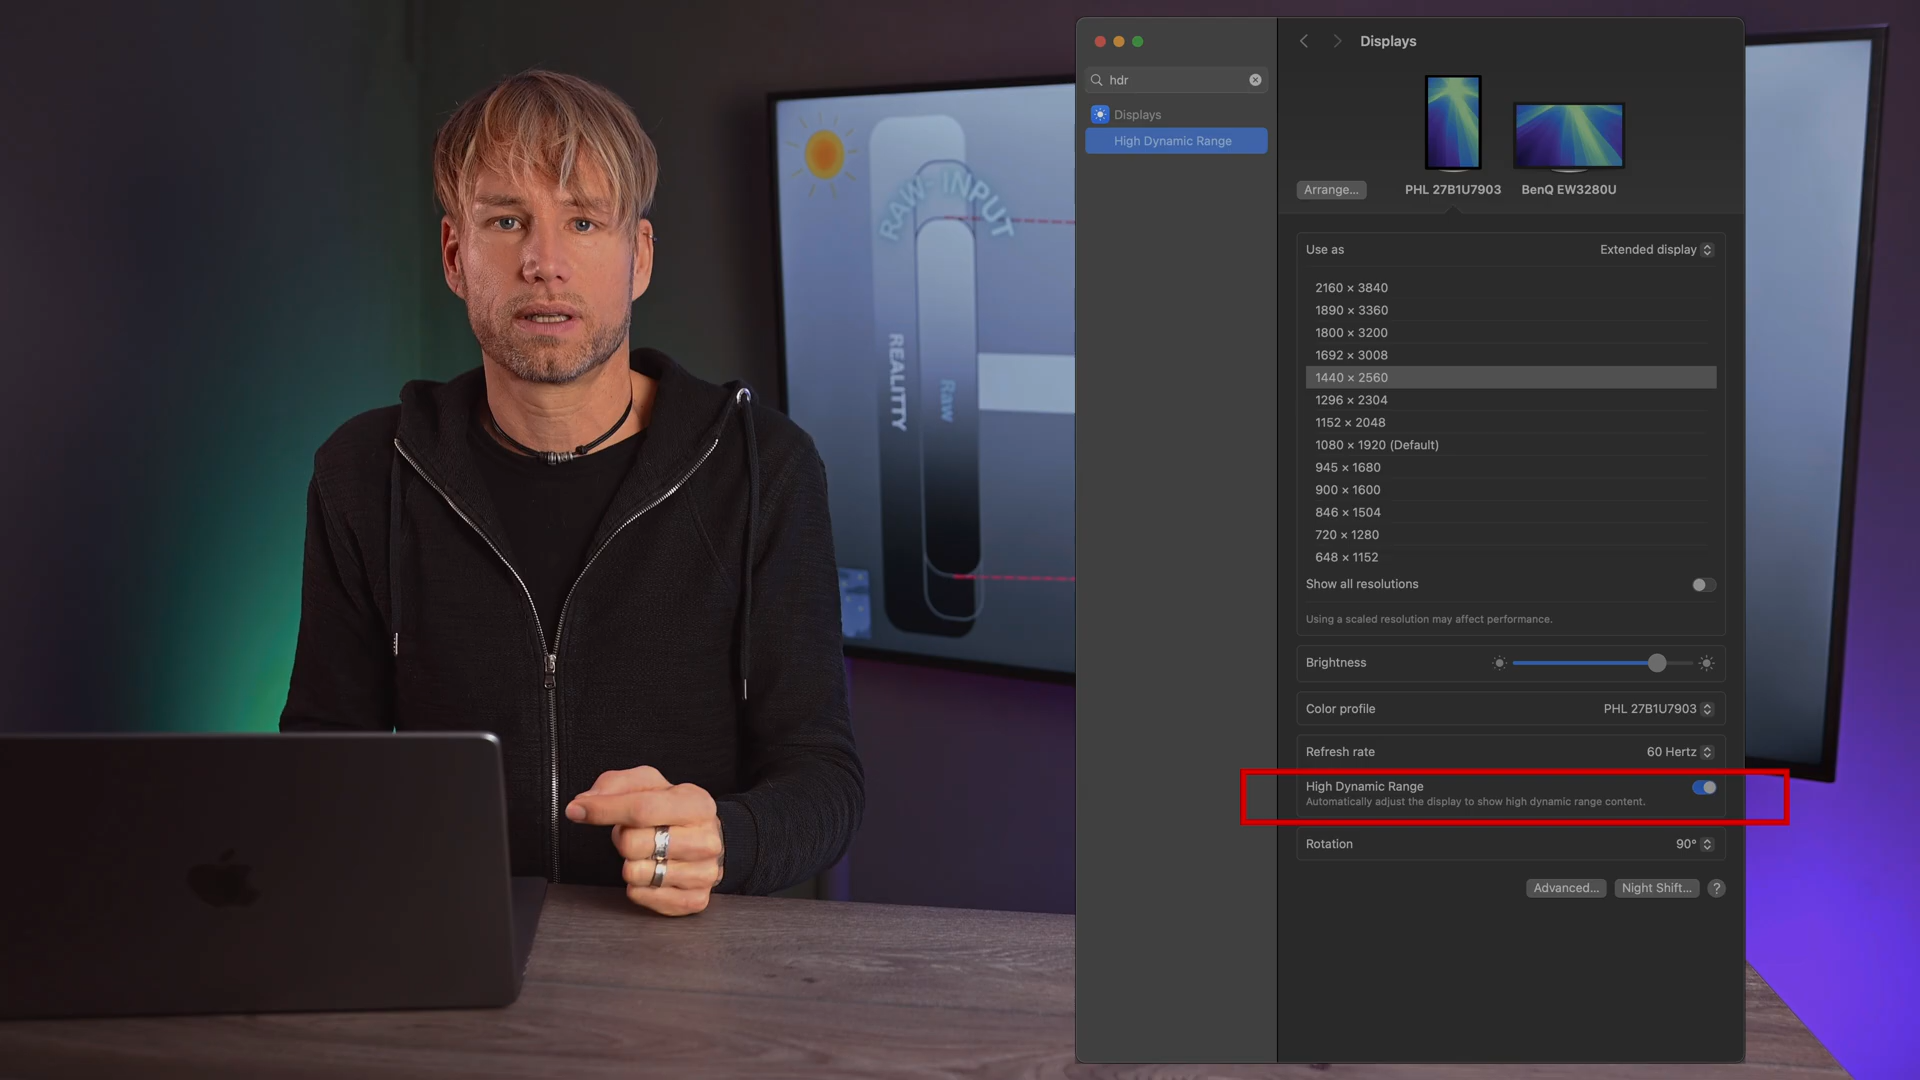 RAW- INPUT
REALITTY
Raw
Displays
hdr
Displays
High Dynamic Range
Arrange...
PHL 27B1U7903
BenQ EW3280U
Use as
Extended display
2160 × 3840
1890 × 3360
1800 × 3200
1692 × 3008
1440 × 2560
1296 × 2304
1152 × 2048
1080 × 1920 (Default)
945 × 1680
900 × 1600
846 × 1504
720 × 1280
648 × 1152
Show all resolutions
Using a scaled resolution may affect performance.
Brightness
Color profile
PHL 27B1U7903
Refresh rate
60 Hertz
High Dynamic Range
Automatically adjust the display to show high dynamic range content.
Rotation
90°
Advanced...
Night Shift...
?